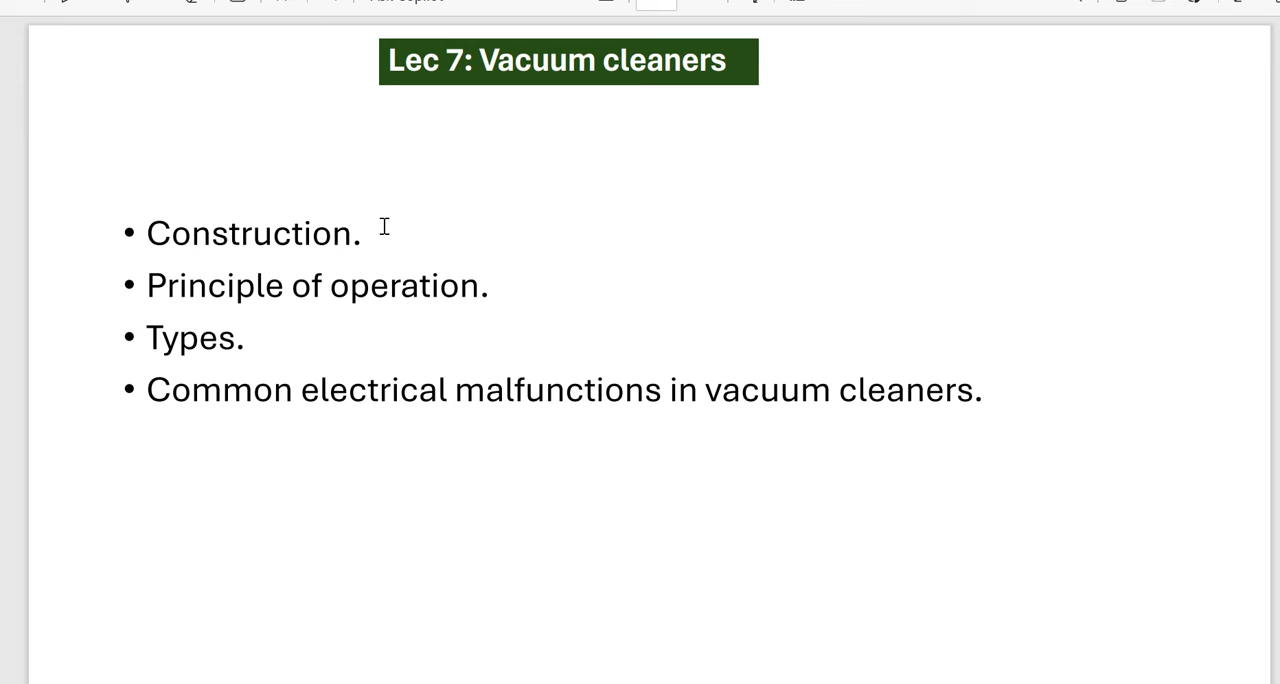 Lec 7: Vacuum cleaners
• Construction.
• Principle of operation.
• Types.
• Common electrical malfunctions in vacuum cleaners.